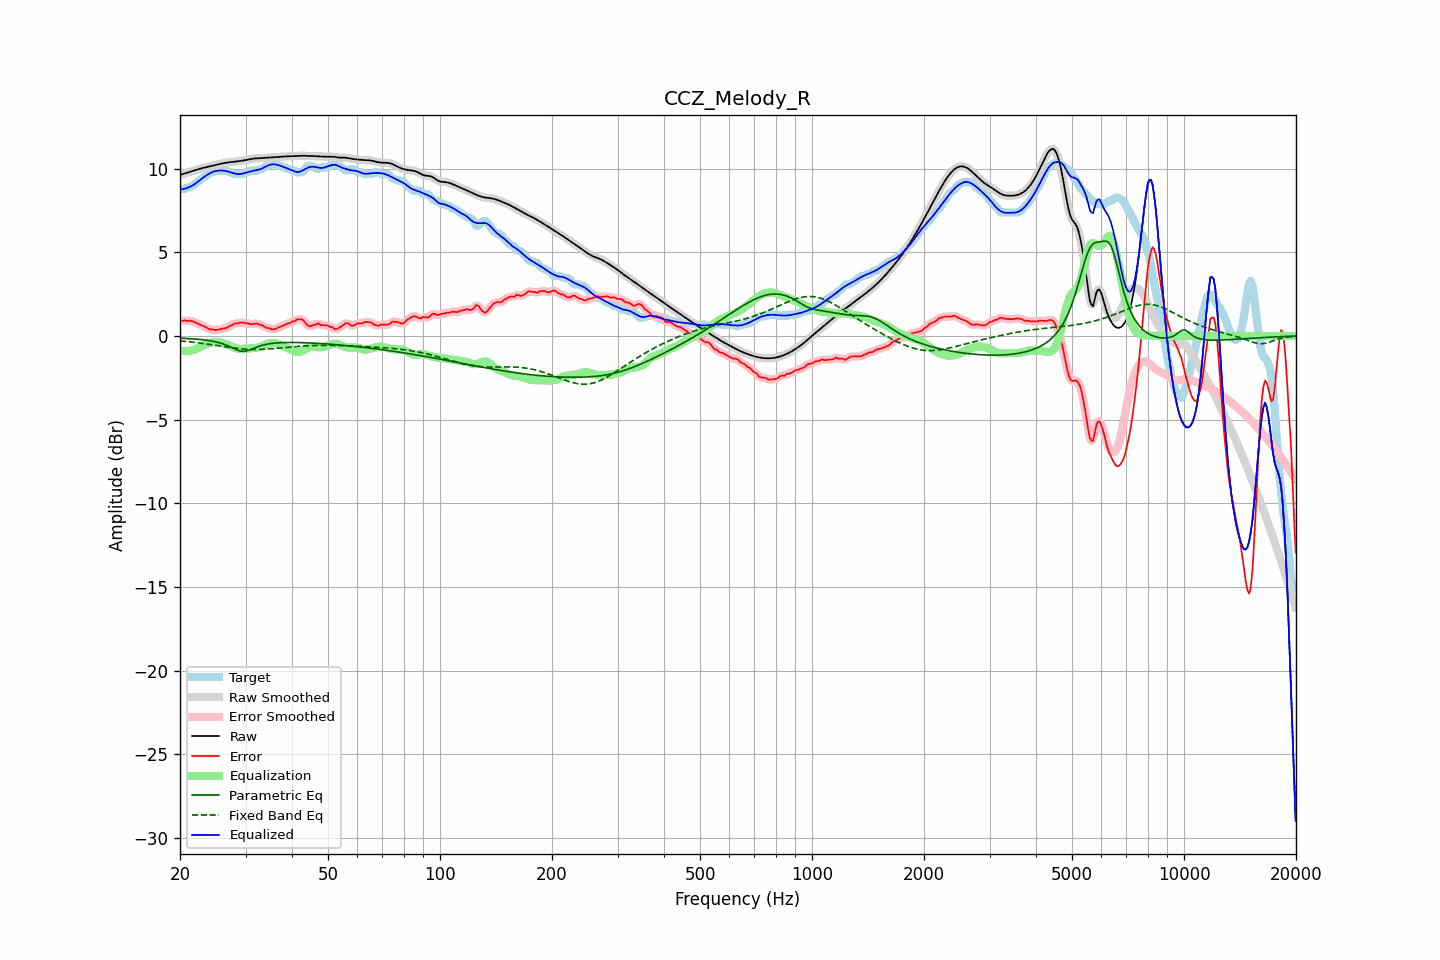 CCZ_Melody_R
Amplitude (dBr)
10
5
0
−5
−10
−15
−20
−25
−30
Target
Raw Smoothed
Error Smoothed
Raw
Error
Equalization
Parametric Eq
Fixed Band Eq
Equalized
20 50 100 200 500 1000 2000 5000 10000 20000
Frequency (Hz)